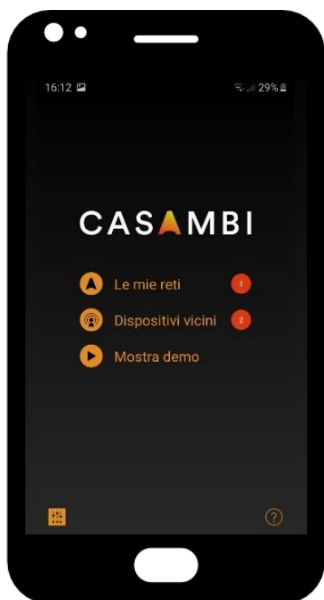 16:12 29%
CASAMBI
Le mie reti 1
Dispositivi vicini 2
Mostra demo
?